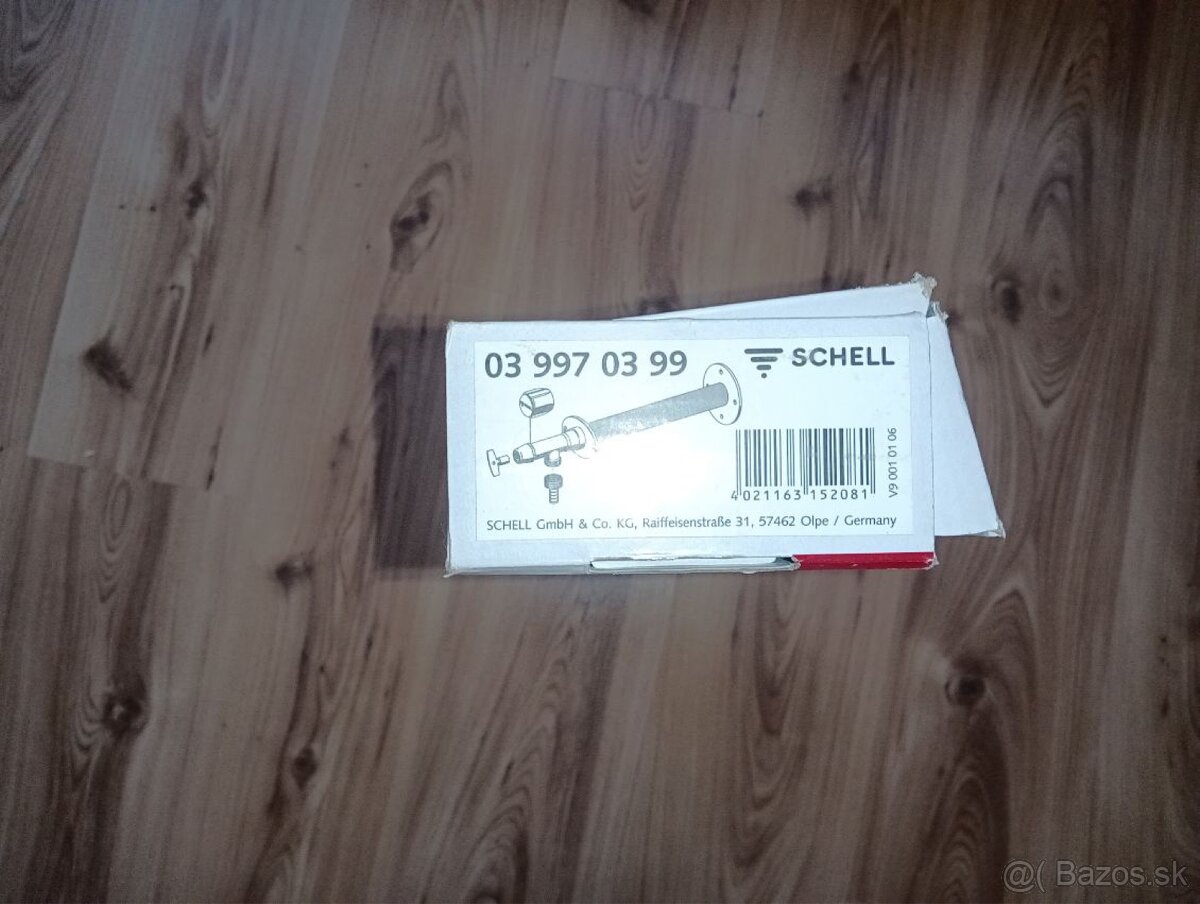 03 997 03 99
SCHELL
4 021163 152081
V9 001 01 06
SCHELL GmbH & Co. KG, Raiffeisenstraße 31, 57462 Olpe / Germany
@( Bazos.sk